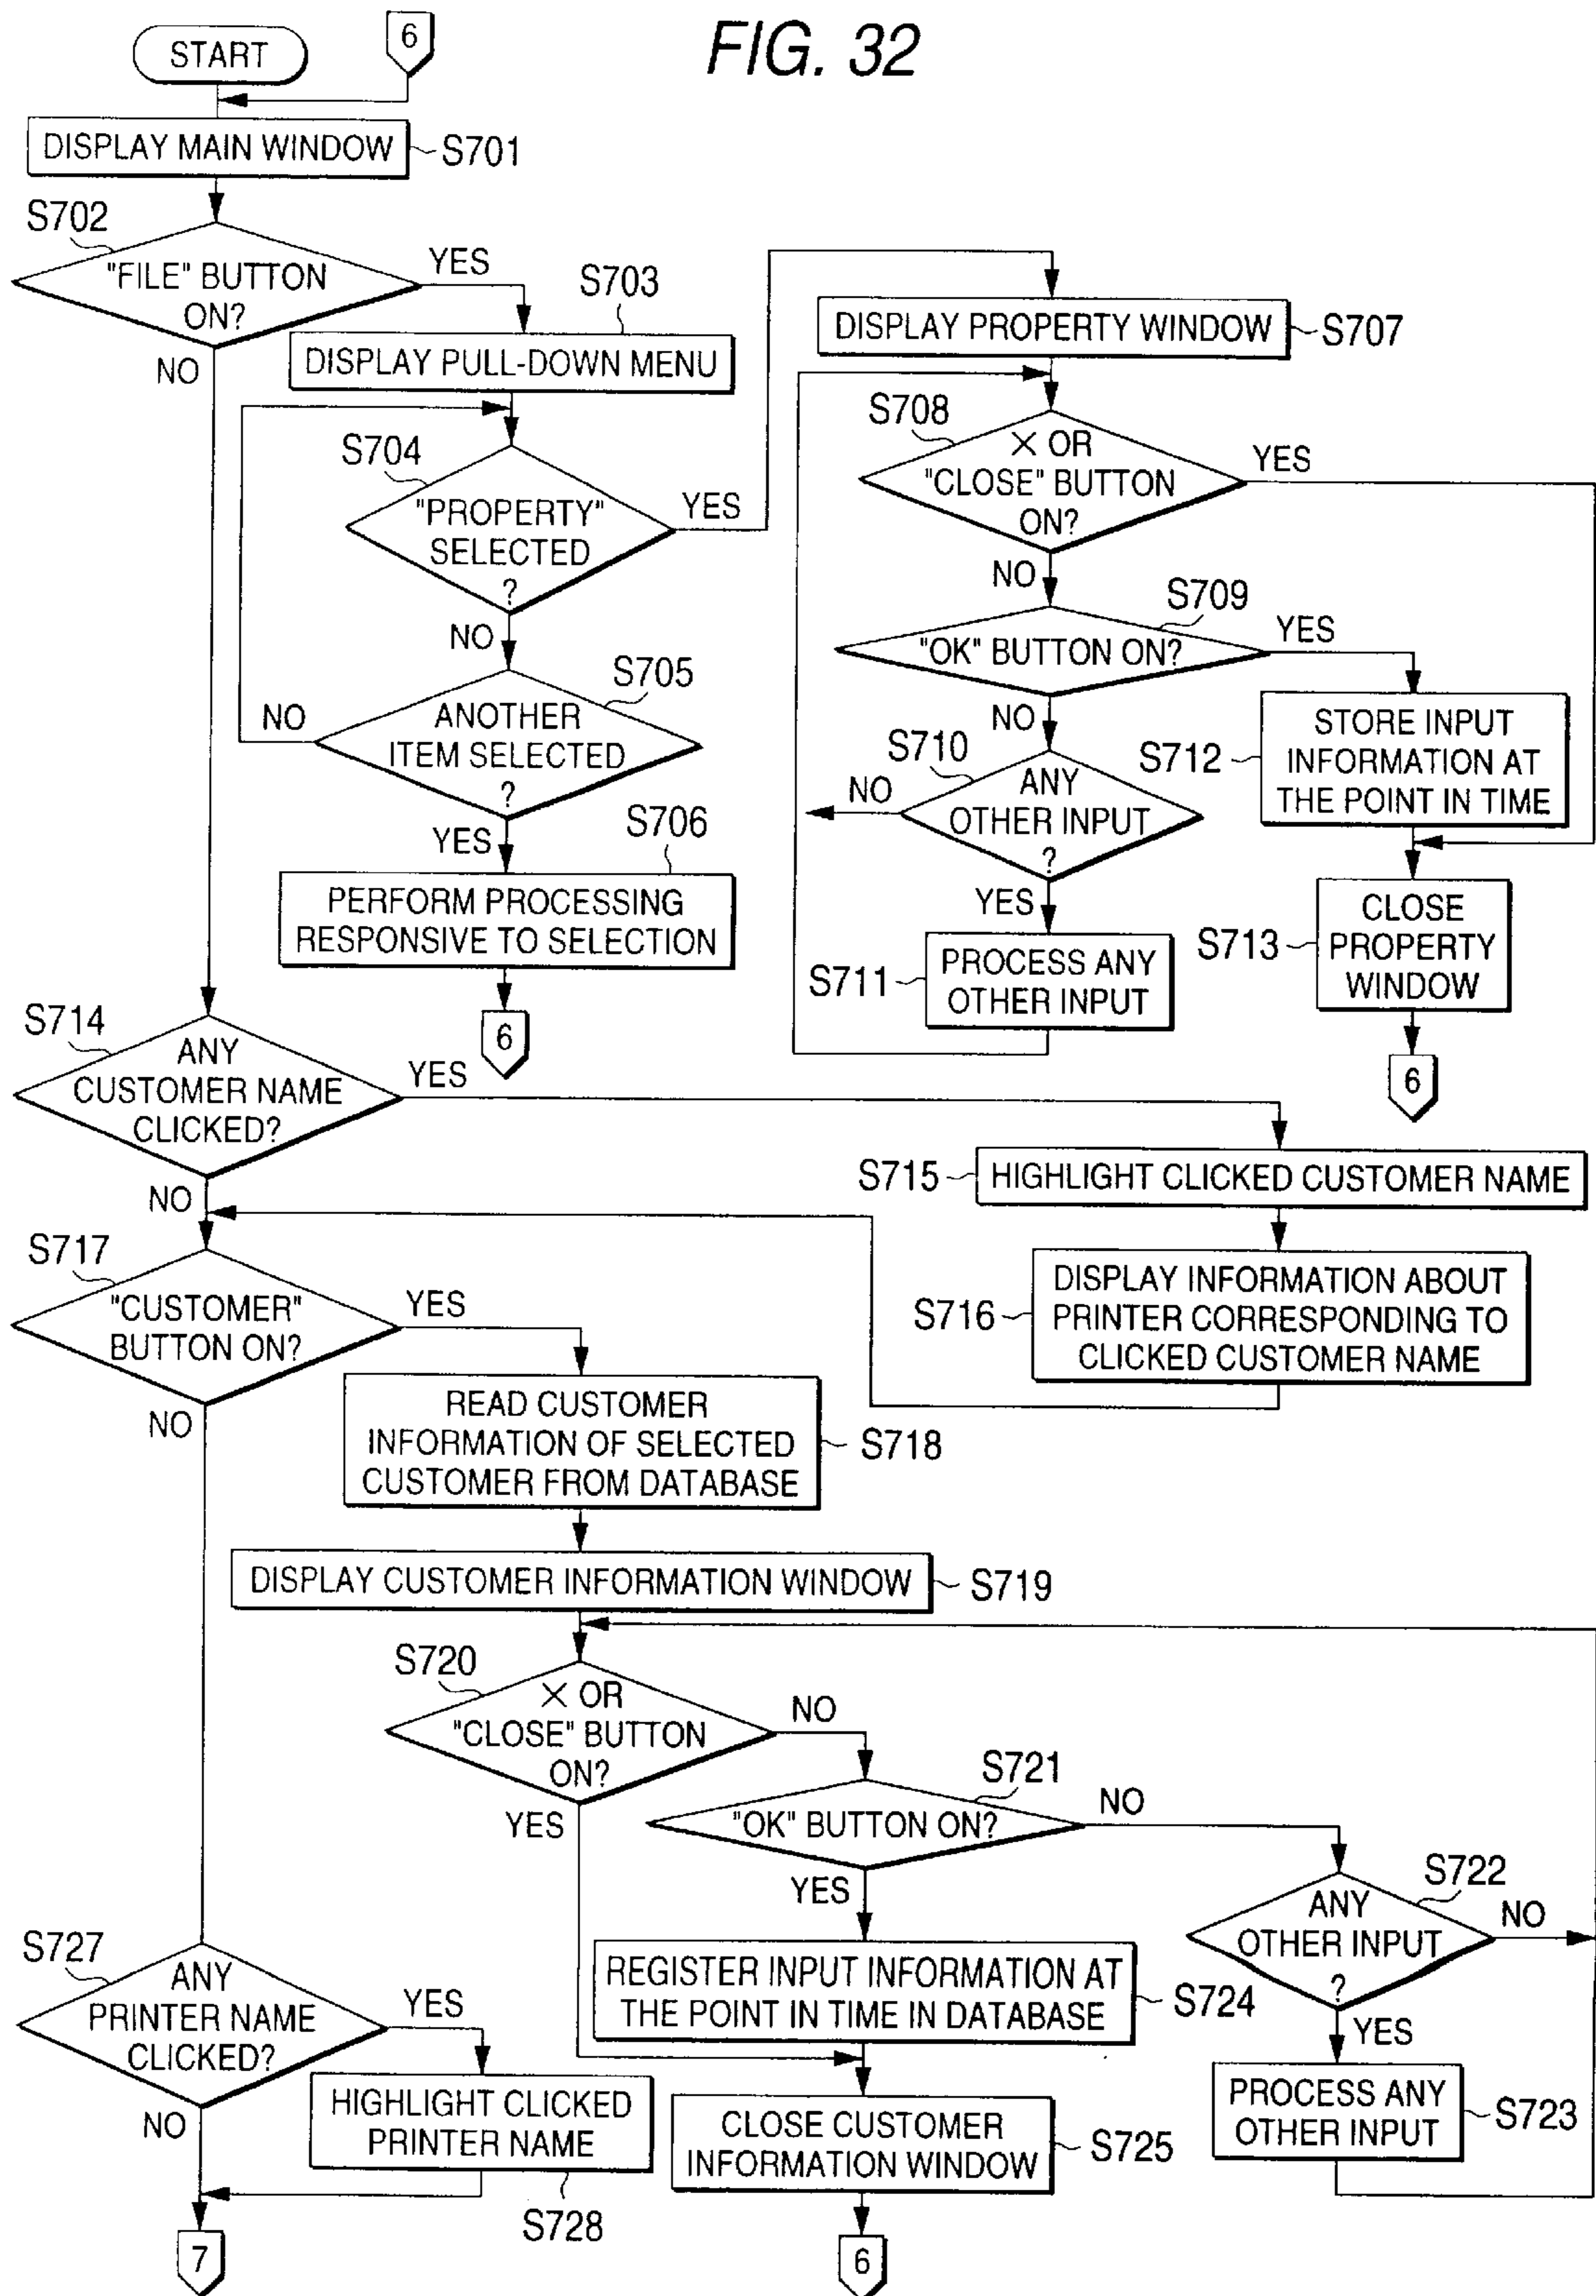 FIG. 32
START
6
DISPLAY MAIN WINDOW
S701
S702
"FILE" BUTTON
ON?
YES
NO
S703
DISPLAY PULL-DOWN MENU
S704
"PROPERTY"
SELECTED
?
YES
NO
S705
ANOTHER
ITEM SELECTED
?
NO
YES
S706
PERFORM PROCESSING
RESPONSIVE TO SELECTION
6
DISPLAY PROPERTY WINDOW
S707
S708
× OR
"CLOSE" BUTTON
ON?
YES
NO
S709
"OK" BUTTON ON?
YES
NO
S710
ANY
OTHER INPUT
?
NO
YES
S711
PROCESS ANY
OTHER INPUT
S712
STORE INPUT
INFORMATION AT
THE POINT IN TIME
S713
CLOSE
PROPERTY
WINDOW
6
S714
ANY
CUSTOMER NAME
CLICKED?
YES
NO
S715
HIGHLIGHT CLICKED CUSTOMER NAME
S716
DISPLAY INFORMATION ABOUT
PRINTER CORRESPONDING TO
CLICKED CUSTOMER NAME
S717
"CUSTOMER"
BUTTON ON?
YES
NO
READ CUSTOMER
INFORMATION OF SELECTED
CUSTOMER FROM DATABASE
S718
DISPLAY CUSTOMER INFORMATION WINDOW
S719
S720
× OR
"CLOSE" BUTTON
ON?
NO
YES
S721
"OK" BUTTON ON?
NO
YES
S722
ANY
OTHER INPUT
?
NO
YES
PROCESS ANY
OTHER INPUT
S723
REGISTER INPUT INFORMATION AT
THE POINT IN TIME IN DATABASE
S724
CLOSE CUSTOMER
INFORMATION WINDOW
S725
6
S727
ANY
PRINTER NAME
CLICKED?
YES
NO
HIGHLIGHT CLICKED
PRINTER NAME
S728
7